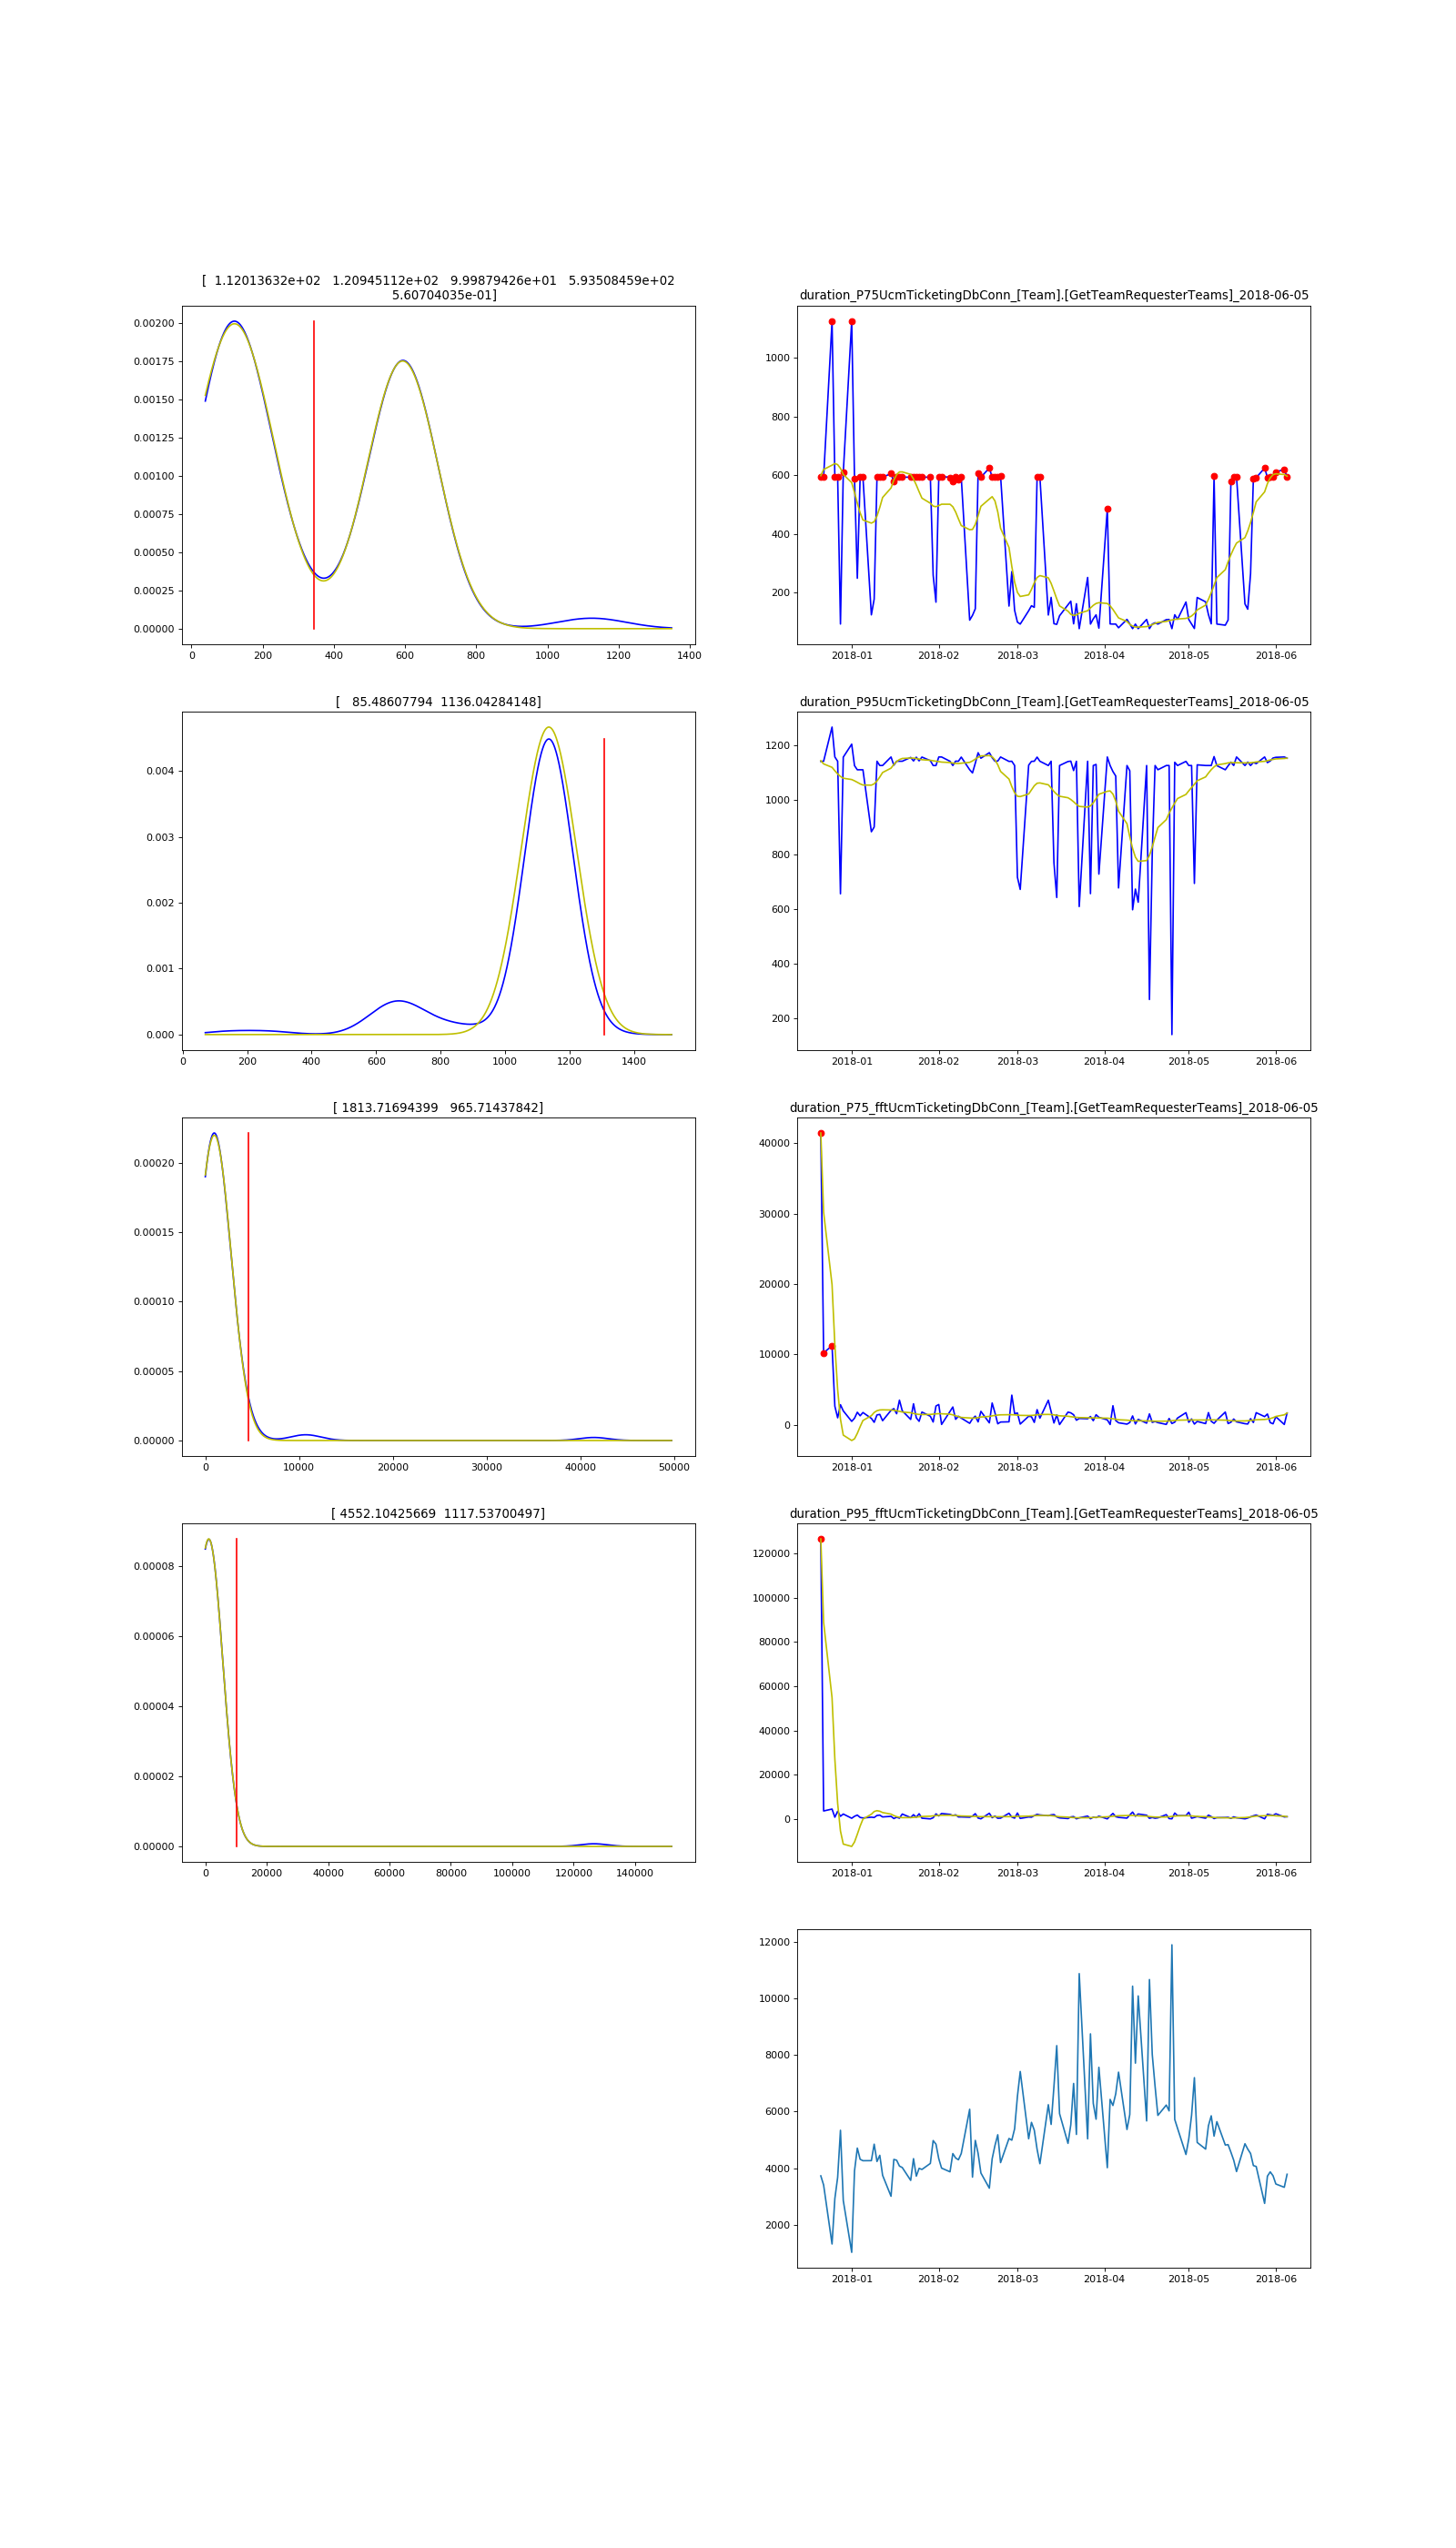 [  1.12013632e+02   1.20945112e+02   9.99879426e+01   5.93508459e+02
5.60704035e-01]
0.00200
0.00175
0.00150
0.00125
0.00100
0.00075
0.00050
0.00025
0.00000
0 200 400 600 800 1000 1200 1400
duration_P75UcmTicketingDbConn_[Team].[GetTeamRequesterTeams]_2018-06-05
1000
800
600
400
200
2018-01 2018-02 2018-03 2018-04 2018-05 2018-06
[   85.48607794  1136.04284148]
0.004
0.003
0.002
0.001
0.000
0 200 400 600 800 1000 1200 1400
duration_P95UcmTicketingDbConn_[Team].[GetTeamRequesterTeams]_2018-06-05
1200
1000
800
600
400
200
2018-01 2018-02 2018-03 2018-04 2018-05 2018-06
[ 1813.71694399   965.71437842]
0.00020
0.00015
0.00010
0.00005
0.00000
0 10000 20000 30000 40000 50000
duration_P75_fftUcmTicketingDbConn_[Team].[GetTeamRequesterTeams]_2018-06-05
40000
30000
20000
10000
0
2018-01 2018-02 2018-03 2018-04 2018-05 2018-06
[ 4552.10425669  1117.53700497]
0.00008
0.00006
0.00004
0.00002
0.00000
0 20000 40000 60000 80000 100000 120000 140000
duration_P95_fftUcmTicketingDbConn_[Team].[GetTeamRequesterTeams]_2018-06-05
120000
100000
80000
60000
40000
20000
0
2018-01 2018-02 2018-03 2018-04 2018-05 2018-06
12000
10000
8000
6000
4000
2000
2018-01 2018-02 2018-03 2018-04 2018-05 2018-06